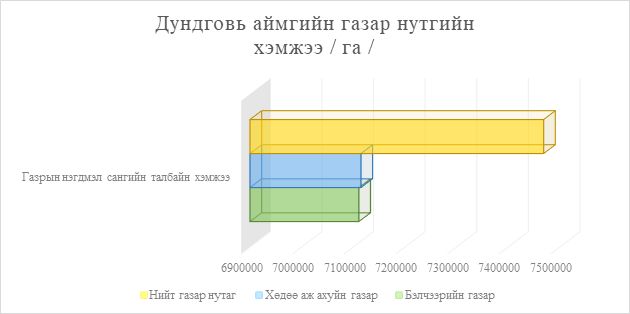 Дундговь аймгийн газар нутгийн
хэмжээ / га /
Газрын нэгдмэл сангийн талбайн хэмжээ
6900000 7000000 7100000 7200000 7300000 7400000 7500000
Нийт газар нутаг Хөдөө аж ахуйн газар Бэлчээрийн газар